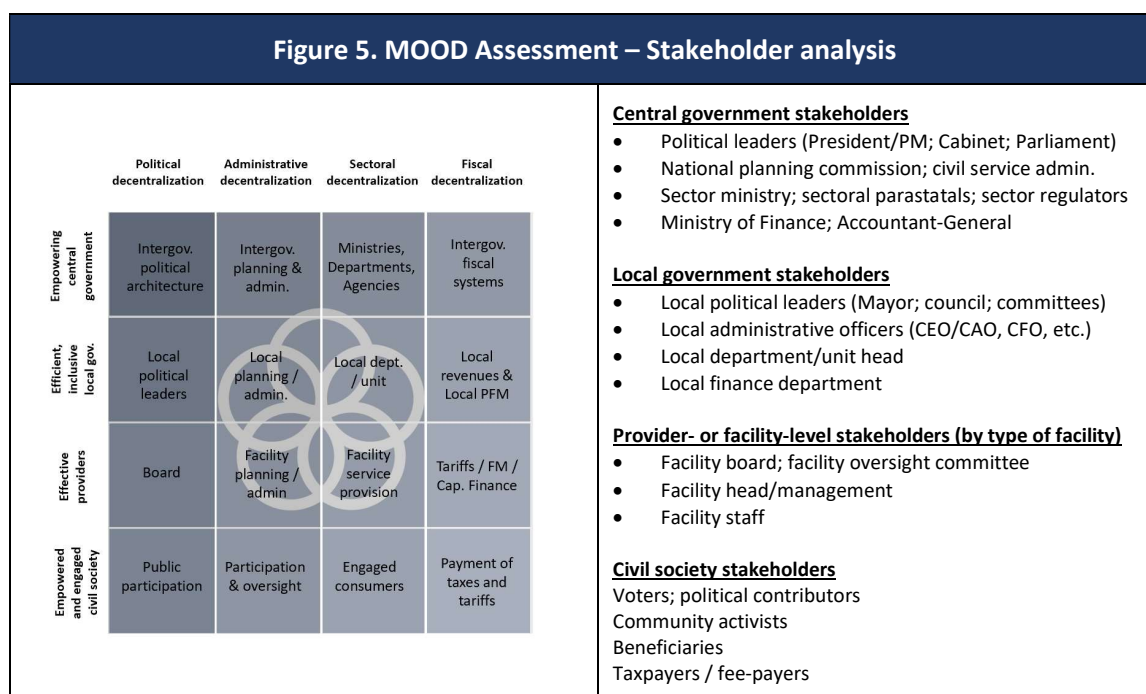 Figure 5. MOOD Assessment – Stakeholder analysis
Political
decentralization
Administrative
decentralization
Sectoral
decentralization
Fiscal
decentralization
Empowering
central
government
Intergov.
political
architecture
Intergov.
planning &
admin.
Ministries,
Departments,
Agencies
Intergov.
fiscal
systems
Efficient,
inclusive
local gov.
Local
political
leaders
Local
planning /
admin.
Local dept.
/ unit
Local
revenues &
Local PFM
Effective
providers
Board
Facility
planning /
admin
Facility
service
provision
Tariffs / FM /
Cap. Finance
Empowered
and engaged
civil society
Public
participation
Participation
& oversight
Engaged
consumers
Payment of
taxes and
tariffs
Central government stakeholders
• Political leaders (President/PM; Cabinet; Parliament)
• National planning commission; civil service admin.
• Sector ministry; sectoral parastatals; sector regulators
• Ministry of Finance; Accountant-General
Local government stakeholders
• Local political leaders (Mayor; council; committees)
• Local administrative officers (CEO/CAO, CFO, etc.)
• Local department/unit head
• Local finance department
Provider- or facility-level stakeholders (by type of facility)
• Facility board; facility oversight committee
• Facility head/management
• Facility staff
Civil society stakeholders
Voters; political contributors
Community activists
Beneficiaries
Taxpayers / fee-payers